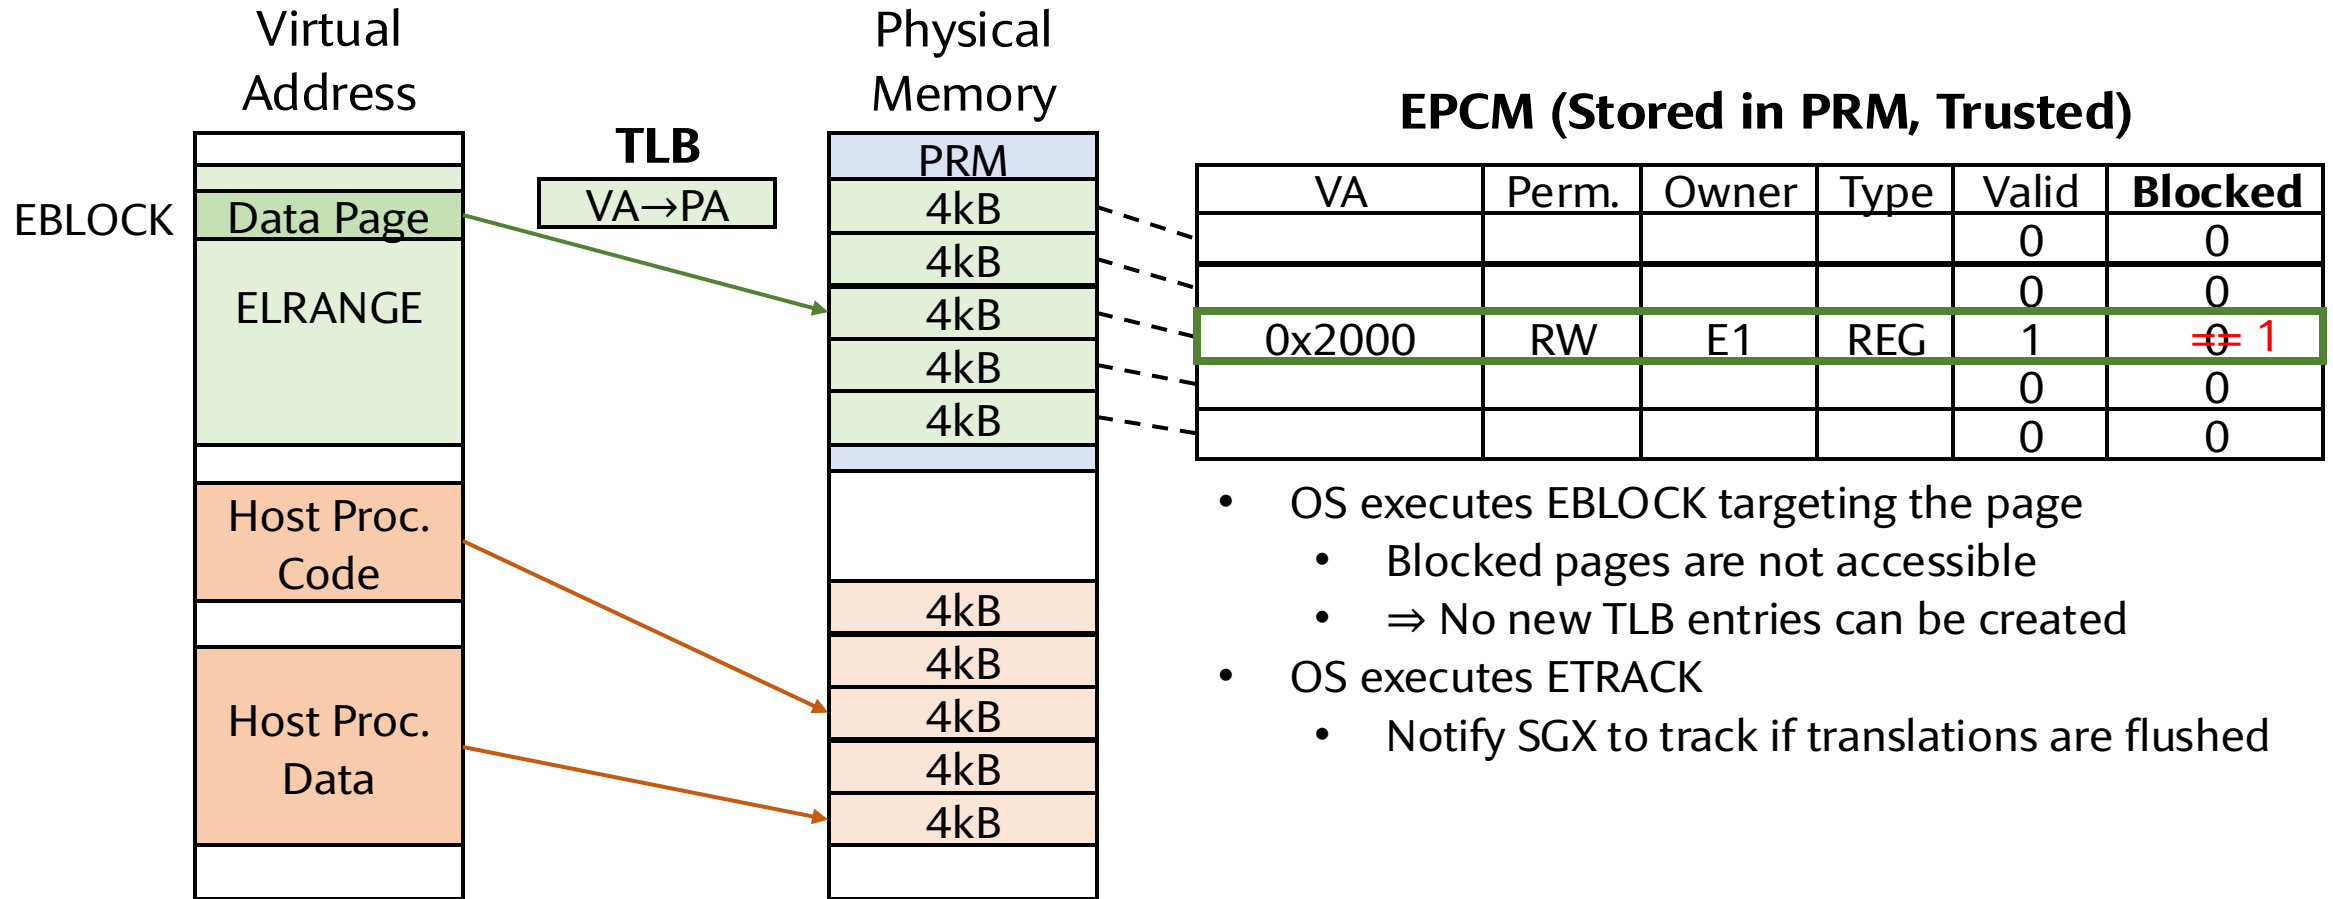 Virtual
Address
EBLOCK
Data Page
ELRANGE
Host Proc.
Code
Host Proc.
Data
TLB
VA→PA
Physical
Memory
PRM
4kB
4kB
4kB
4kB
4kB
4kB
4kB
4kB
4kB
4kB
EPCM (Stored in PRM, Trusted)
VA Perm. Owner Type Valid Blocked
0 0
0 0
0x2000 RW E1 REG 1 0 1
0 0
0 0
• OS executes EBLOCK targeting the page
• Blocked pages are not accessible
• ⇒ No new TLB entries can be created
• OS executes ETRACK
• Notify SGX to track if translations are flushed